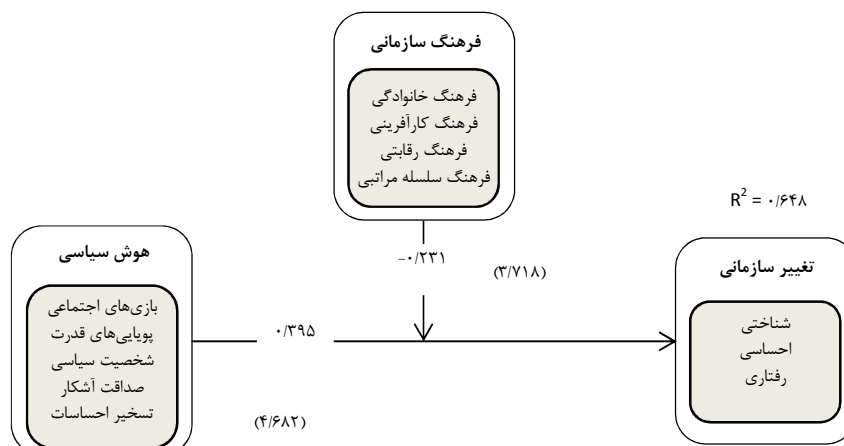 فرهنگ سازمانی
فرهنگ خانوادگی
فرهنگ کارآفرینی
فرهنگ رقابتی
فرهنگ سلسله مراتبی
R² = ۰/۶۴۸
هوش سیاسی
بازی‌های اجتماعی
پویایی‌های قدرت
شخصیت سیاسی
صداقت آشکار
تسخیر احساسات
−۰/۲۳۱
(۳/۷۱۸)
تغییر سازمانی
شناختی
احساسی
رفتاری
۰/۳۹۵
(۴/۶۸۲)